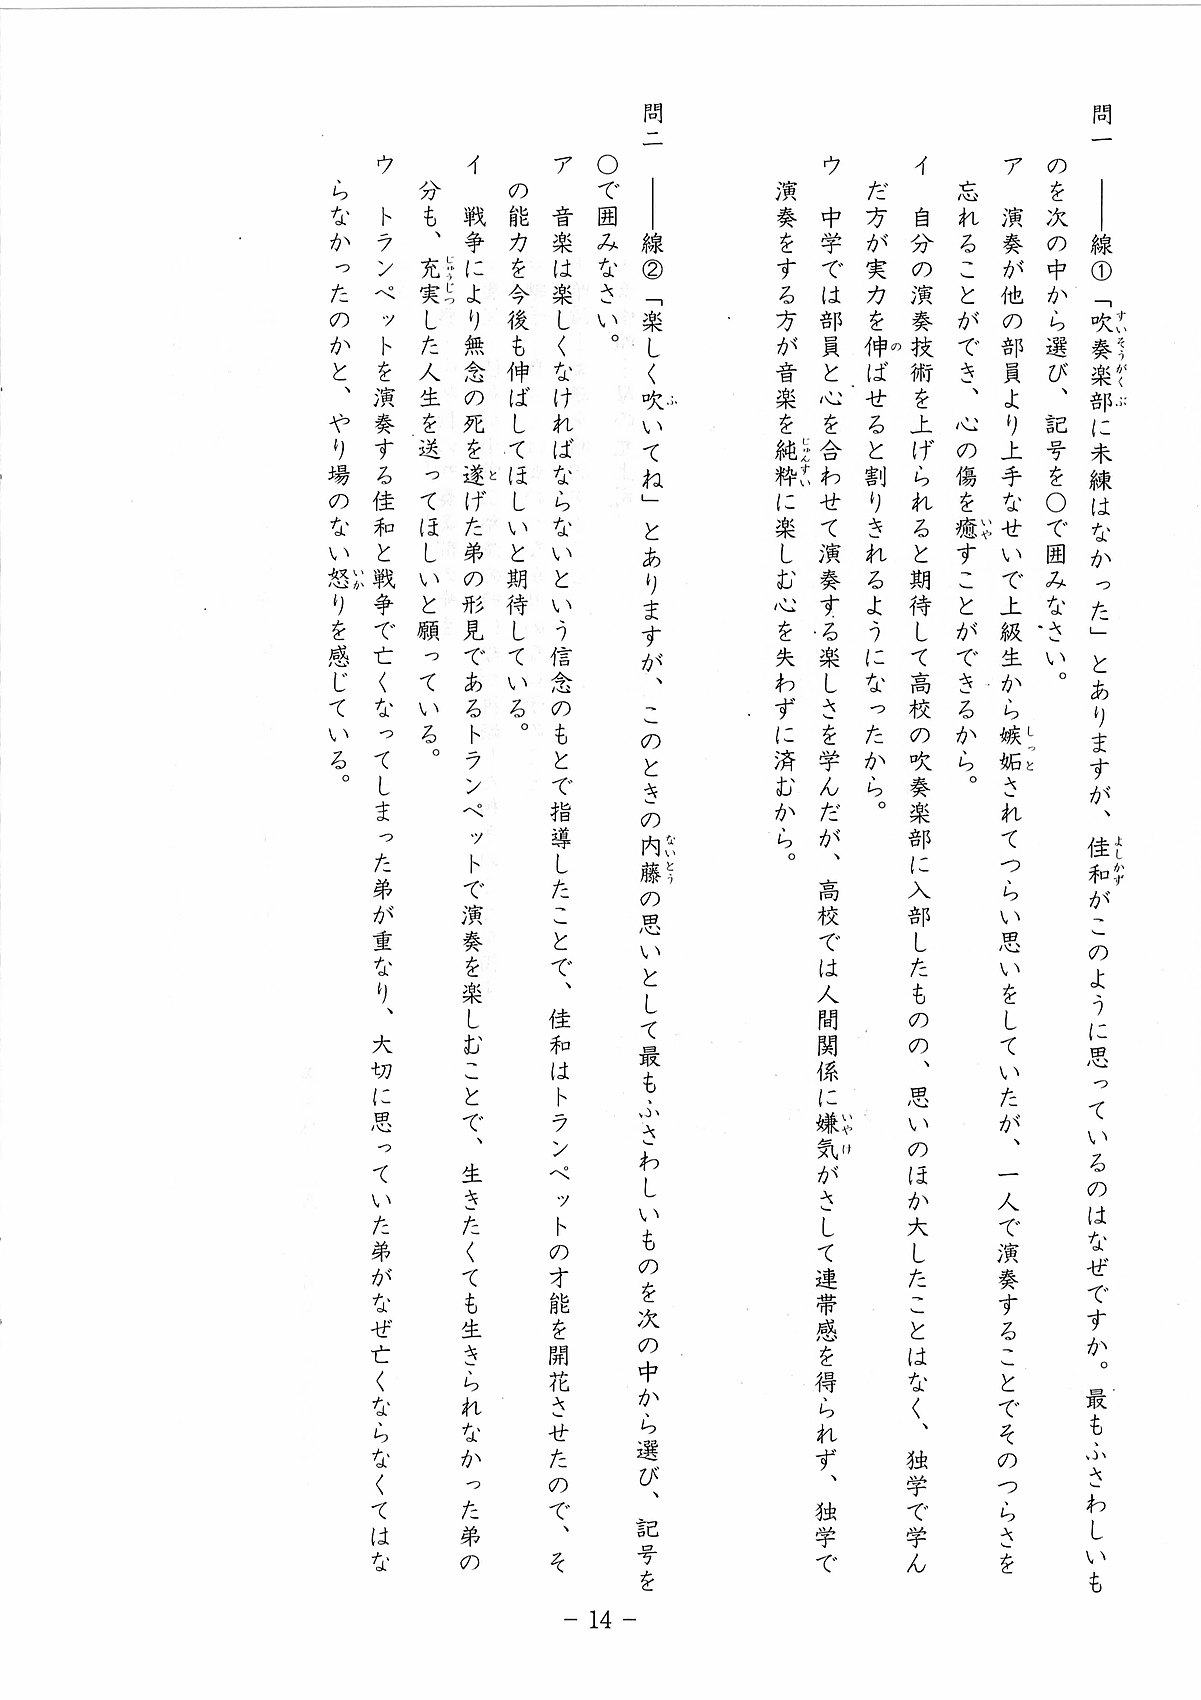 問一 ――線①「吹奏楽部に未練はなかった」とありますが、佳和がこのように思っているのはなぜですか。最もふさわしいも
のを次の中から選び、記号を○で囲みなさい。
ア 演奏が他の部員より上手なせいで上級生から嫉妬されてつらい思いをしていたが、一人で演奏することでそのつらさを
忘れることができ、心の傷を癒すことができるから。
イ 自分の演奏技術を上げられると期待して高校の吹奏楽部に入部したものの、思いのほか大したことはなく、独学で学ん
だ方が実力を伸ばせると割りきれるようになったから。
ウ 中学では部員と心を合わせて演奏する楽しさを学んだが、高校では人間関係に嫌気がさして連帯感を得られず、独学で
演奏をする方が音楽を純粋に楽しむ心を失わずに済むから。
問二 ――線②「楽しく吹いてね」とありますが、このときの内藤の思いとして最もふさわしいものを次の中から選び、記号を
○で囲みなさい。
ア 音楽は楽しくなければならないという信念のもとで指導したことで、佳和はトランペットの才能を開花させたので、そ
の能力を今後も伸ばしてほしいと期待している。
イ 戦争により無念の死を遂げた弟の形見であるトランペットで演奏を楽しむことで、生きたくても生きられなかった弟の
分も、充実した人生を送ってほしいと願っている。
ウ トランペットを演奏する佳和と戦争で亡くなってしまった弟が重なり、大切に思っていた弟がなぜ亡くならなくてはな
らなかったのかと、やり場のない怒りを感じている。
－ 14 －